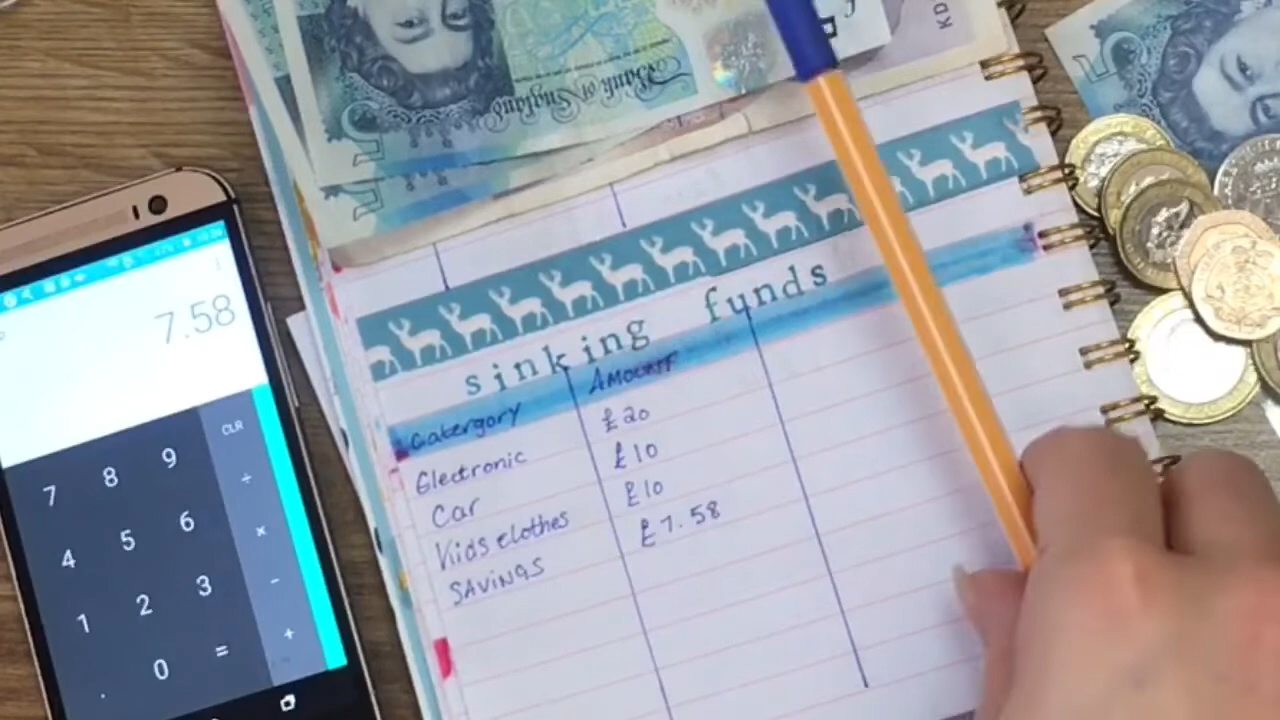 Bank of England
KD
sinking funds
Catergory AMOUNT
Electronic £20
Car £10
Kids clothes £10
SAVINGS £7.58
7.58
CLR
7 8 9 ÷
4 5 6 ×
1 2 3 -
. 0 = +